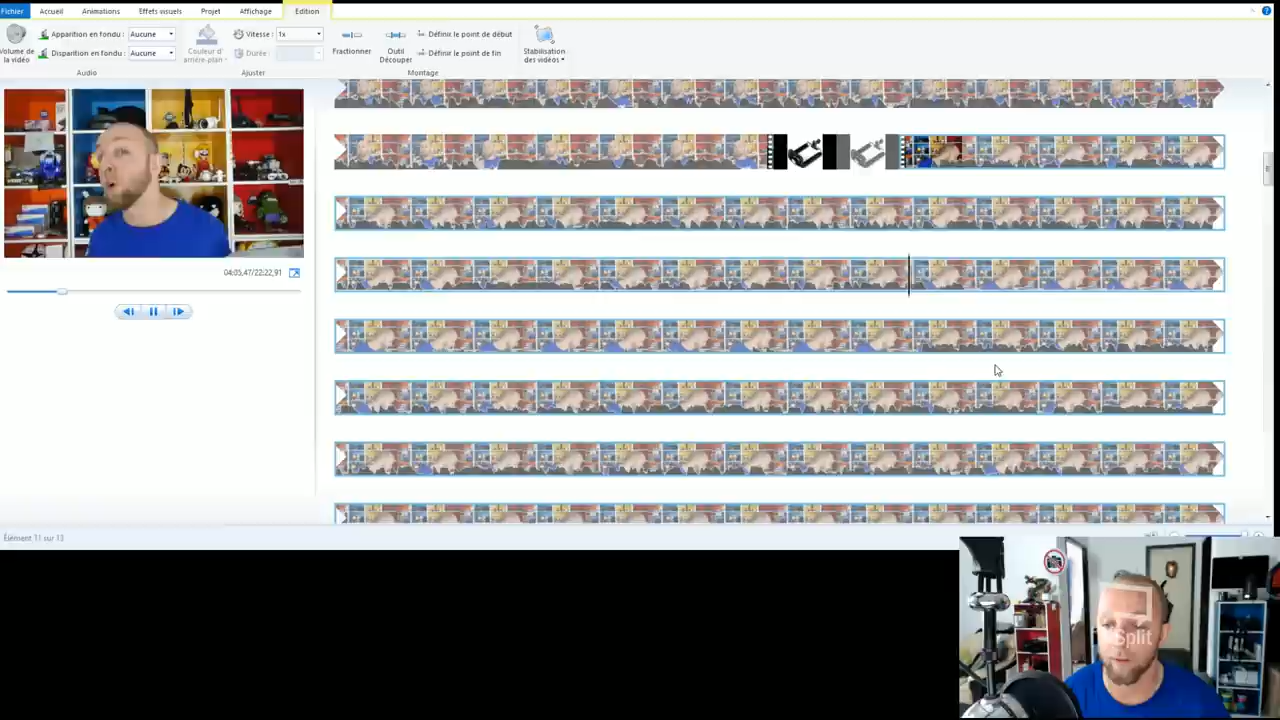 Fichier Accueil Animations Effets visuels Projet Affichage Edition
Volume de la vidéo
Apparition en fondu : Aucune
Disparition en fondu : Aucune
Audio
Couleur d'arrière-plan
Vitesse : 1x
Durée :
Ajuster
Fractionner
Outil Découper
Définir le point de début
Définir le point de fin
Montage
Stabilisation des vidéos
04:05,47/22:22,91
Élément 11 sur 13
Split